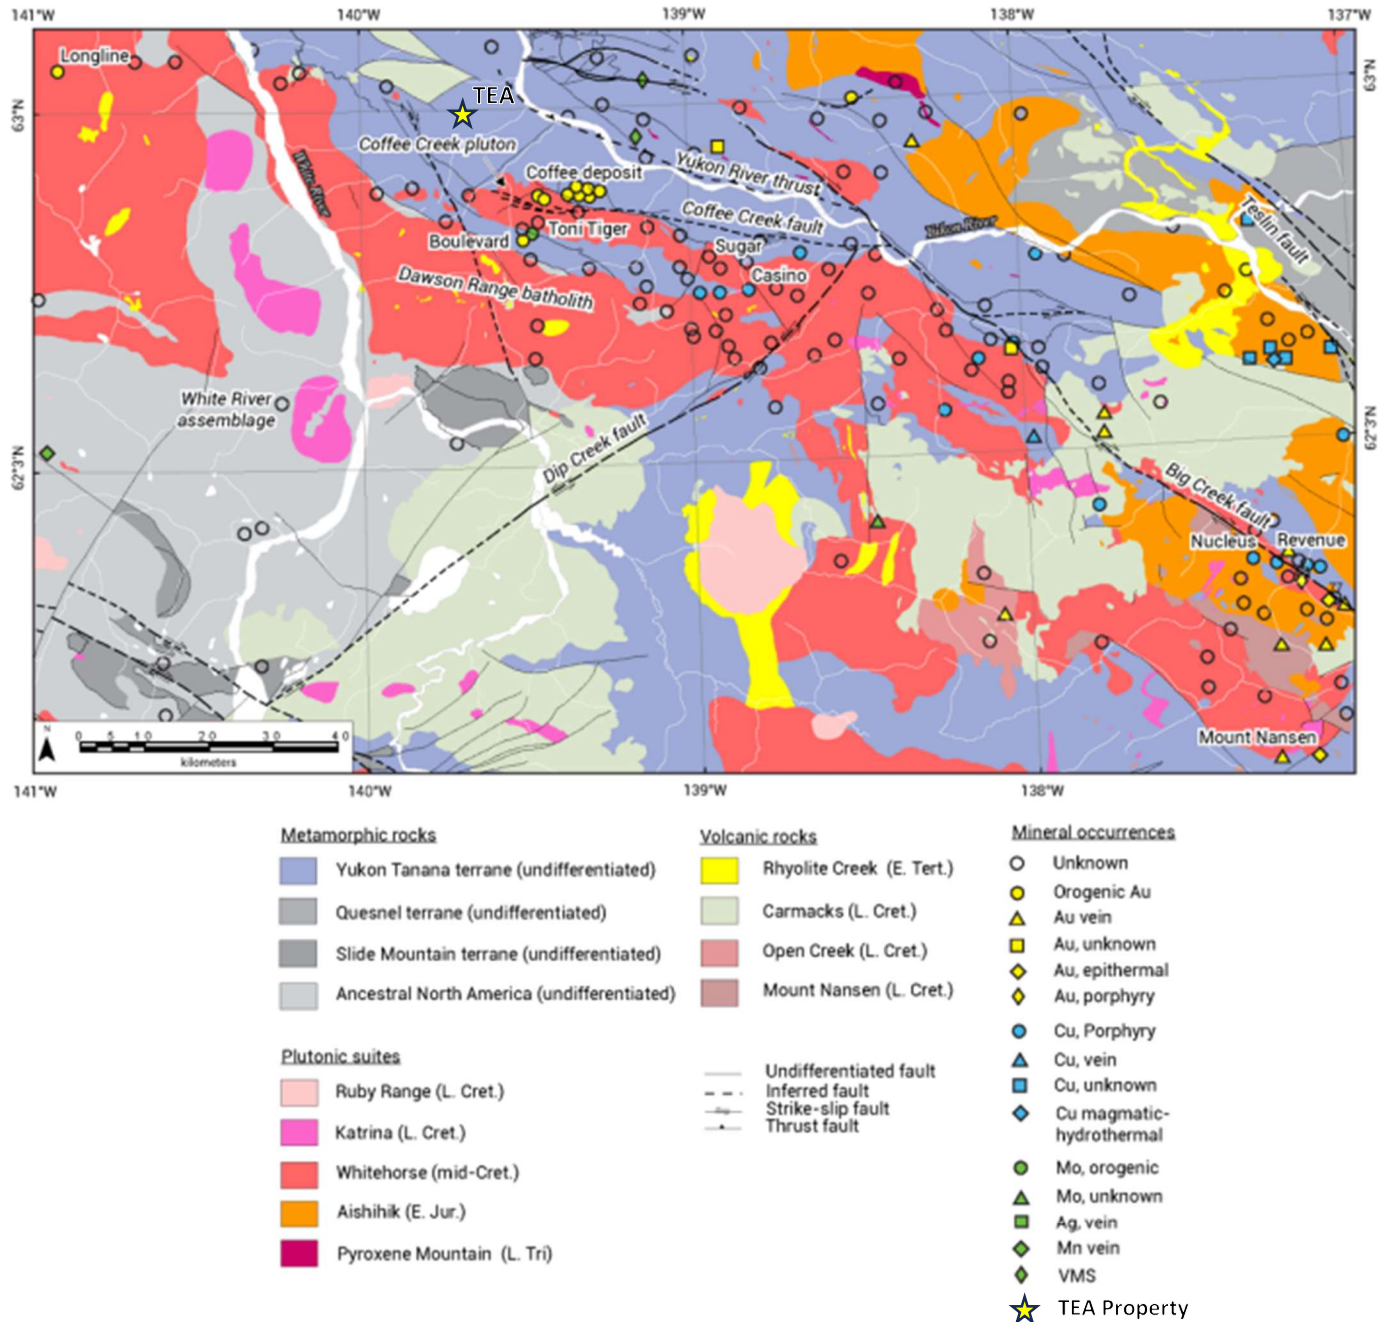 141°W
140°W
139°W
138°W
137°W
63°N
63°N
62°3'N
62°3'N
Longline
TEA
Coffee Creek pluton
White River
Coffee deposit
Yukon River thrust
Coffee Creek fault
Yukon River
Teslin fault
Toni Tiger
Boulevard
Sugar
Casino
Dawson Range batholith
White River
assemblage
Dip Creek fault
Big Creek fault
Nucleus
Revenue
Mount Nansen
N
0 5 10 20 30 40
kilometers
141°W
140°W
139°W
138°W
Metamorphic rocks
Yukon Tanana terrane (undifferentiated)
Quesnel terrane (undifferentiated)
Slide Mountain terrane (undifferentiated)
Ancestral North America (undifferentiated)
Plutonic suites
Ruby Range (L. Cret.)
Katrina (L. Cret.)
Whitehorse (mid-Cret.)
Aishihik (E. Jur.)
Pyroxene Mountain (L. Tri)
Volcanic rocks
Rhyolite Creek (E. Tert.)
Carmacks (L. Cret.)
Open Creek (L. Cret.)
Mount Nansen (L. Cret.)
Undifferentiated fault
Inferred fault
Strike-slip fault
Thrust fault
Mineral occurrences
Unknown
Orogenic Au
Au vein
Au, unknown
Au, epithermal
Au, porphyry
Cu, Porphyry
Cu, vein
Cu, unknown
Cu magmatic-
hydrothermal
Mo, orogenic
Mo, unknown
Ag, vein
Mn vein
VMS
TEA Property